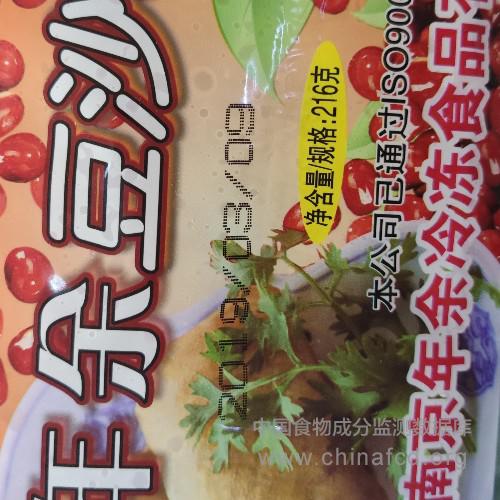 年余豆沙
2019/03/09
净含量/规格:216克
本公司已通过ISO900
南京年余冷冻食品有
中国食物成分监测数据库
www.chinafcd.org